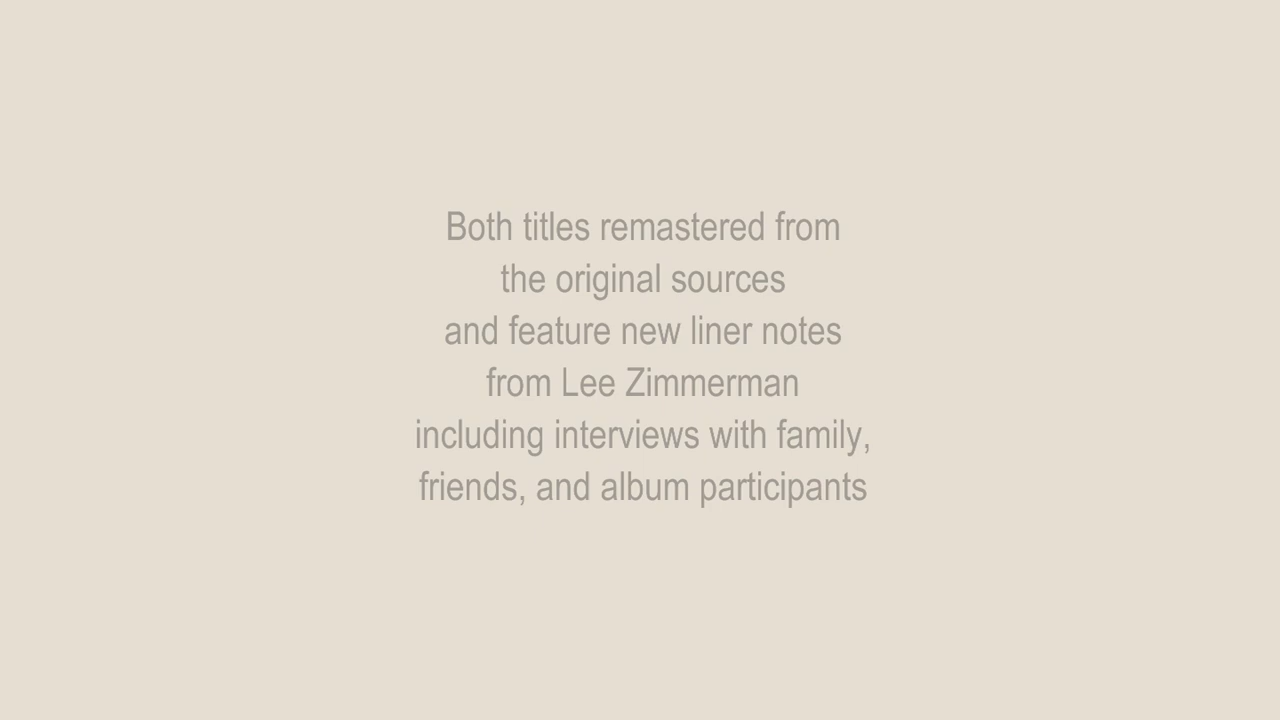 Both titles remastered from
the original sources
and feature new liner notes
from Lee Zimmerman
including interviews with family,
friends, and album participants